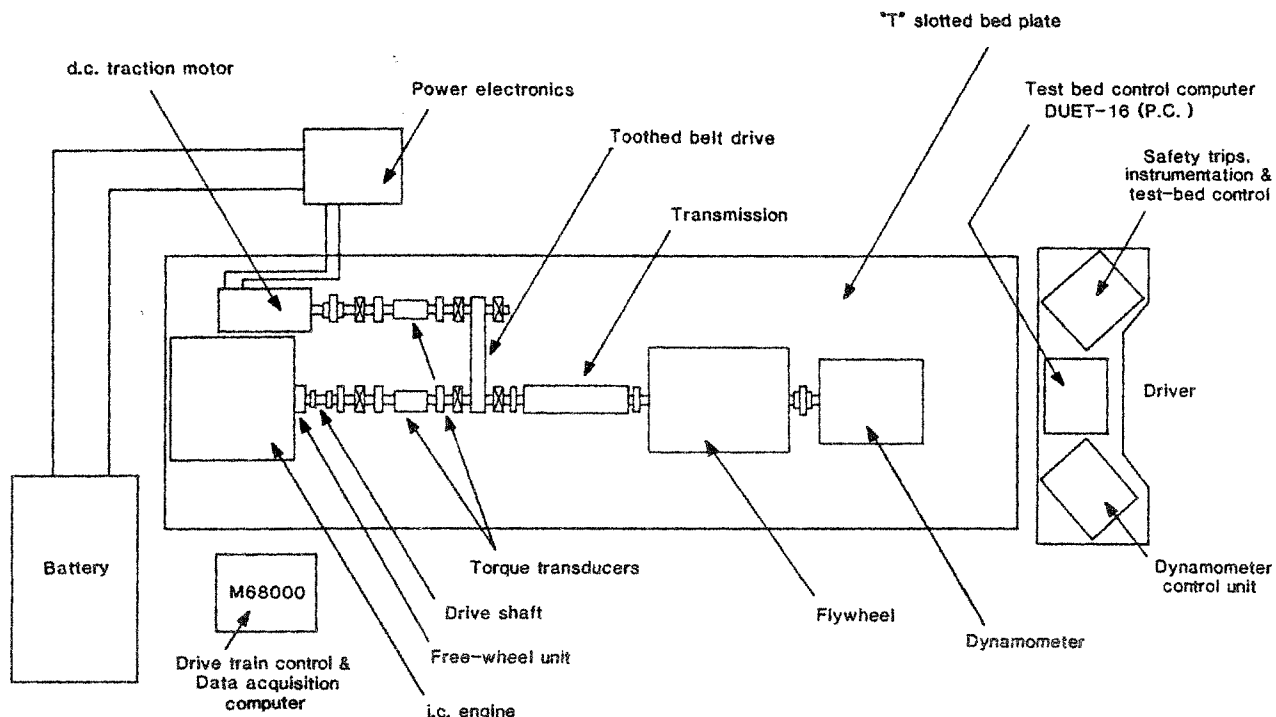 "T" slotted bed plate
d.c. traction motor
Power electronics
Test bed control computer
DUET-16 (P.C.)
Toothed belt drive
Safety trips,
instrumentation &
test-bed control
Transmission
Driver
Battery
M68000
Torque transducers
Dynamometer
control unit
Drive shaft
Flywheel
Dynamometer
Free-wheel unit
Drive train control &
Data acquisition
computer
i.c. engine